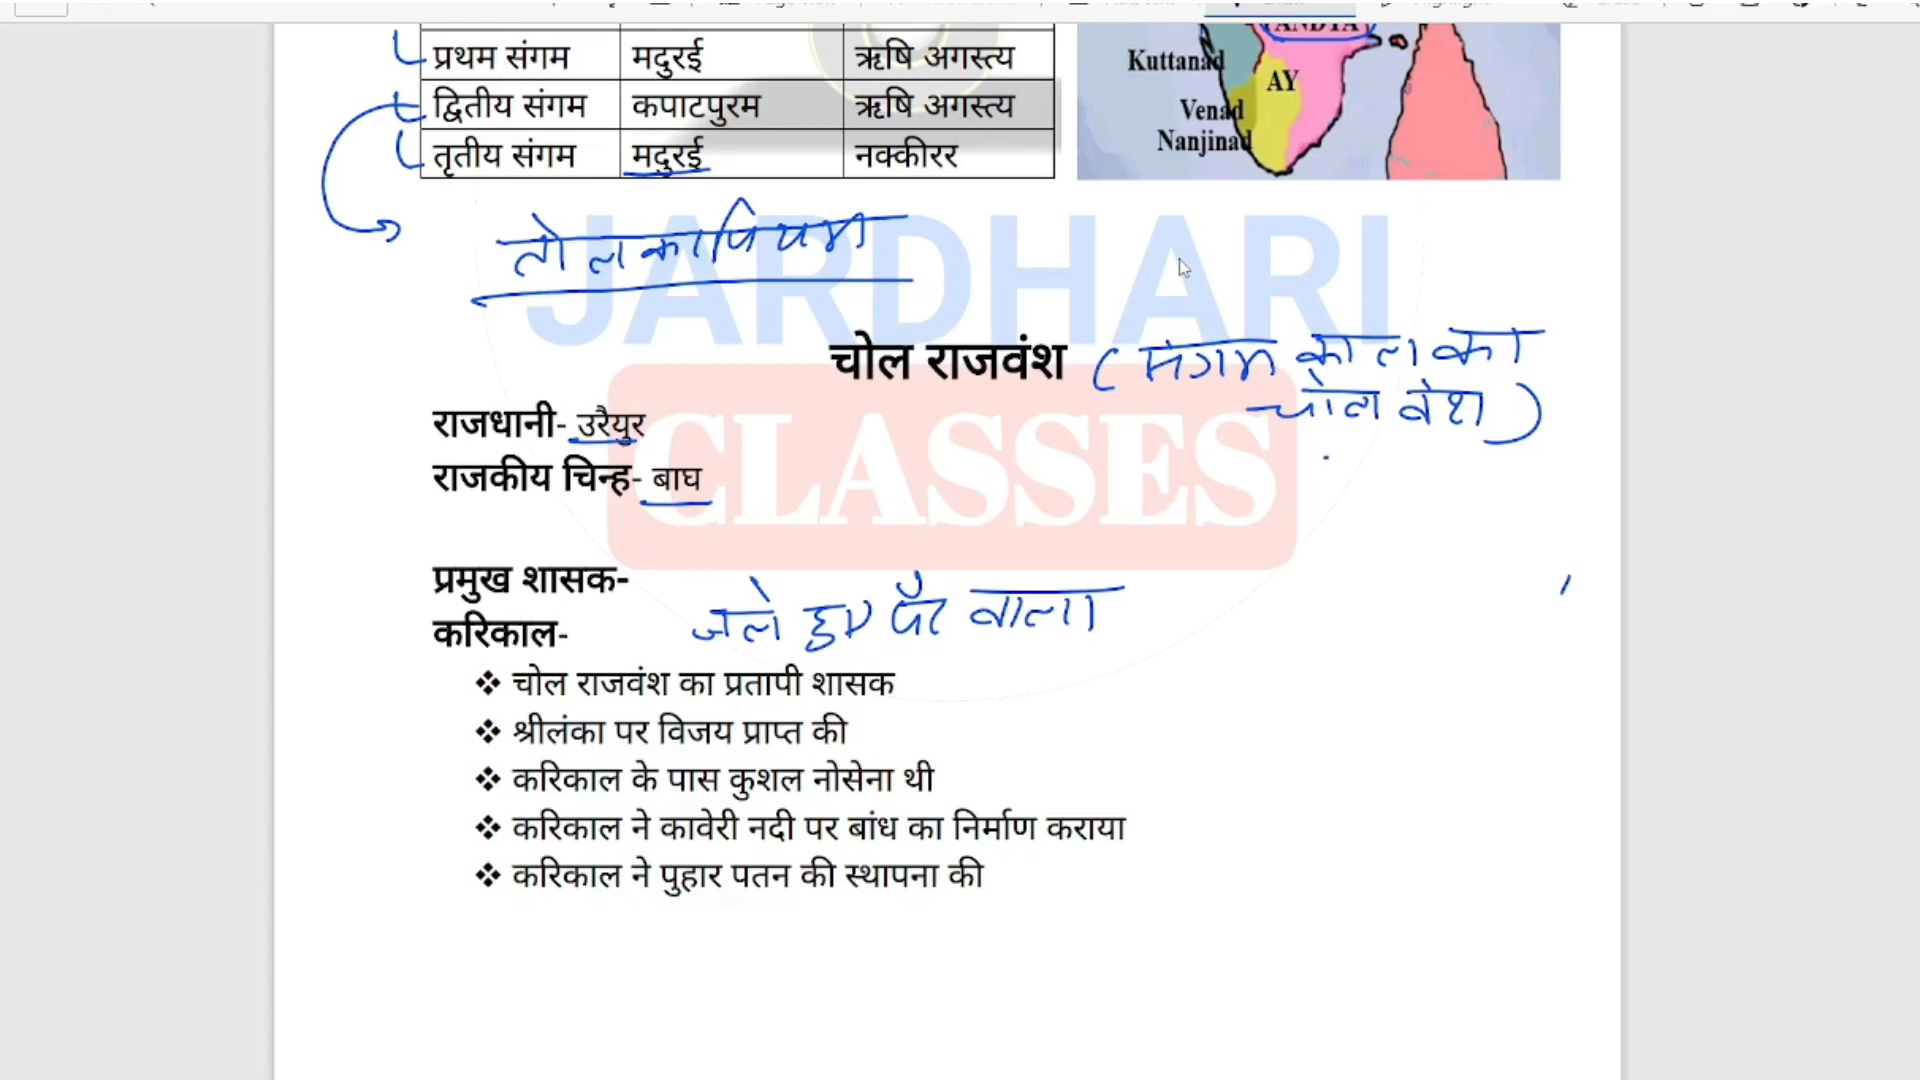 प्रथम संगम मदुरई ऋषि अगस्त्य
द्वितीय संगम कपाटपुरम ऋषि अगस्त्य
तृतीय संगम मदुरई नक्कीरर
Kuttanad
AY
Venad
Nanjinad
तोलकापियम
JARDHARI
CLASSES
चोल राजवंश (संगम काल का
चोल वंश)
राजधानी- उरैयुर
राजकीय चिन्ह- बाघ
प्रमुख शासक-
करिकाल- जले हुए पैर वाला
❖ चोल राजवंश का प्रतापी शासक
❖ श्रीलंका पर विजय प्राप्त की
❖ करिकाल के पास कुशल नोसेना थी
❖ करिकाल ने कावेरी नदी पर बांध का निर्माण कराया
❖ करिकाल ने पुहार पतन की स्थापना की